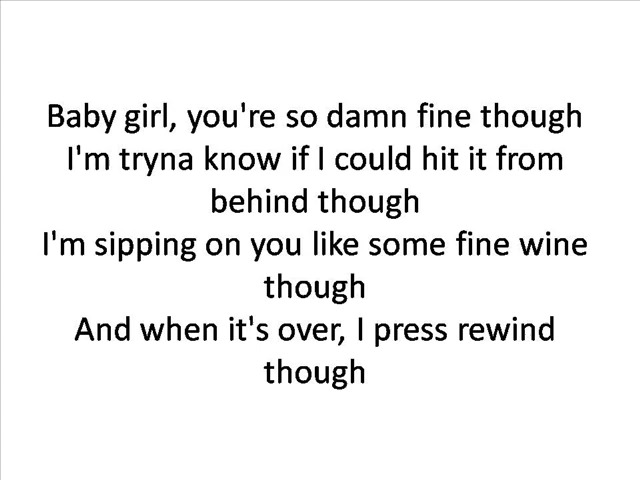 Baby girl, you're so damn fine though
I'm tryna know if I could hit it from
behind though
I'm sipping on you like some fine wine
though
And when it's over, I press rewind
though